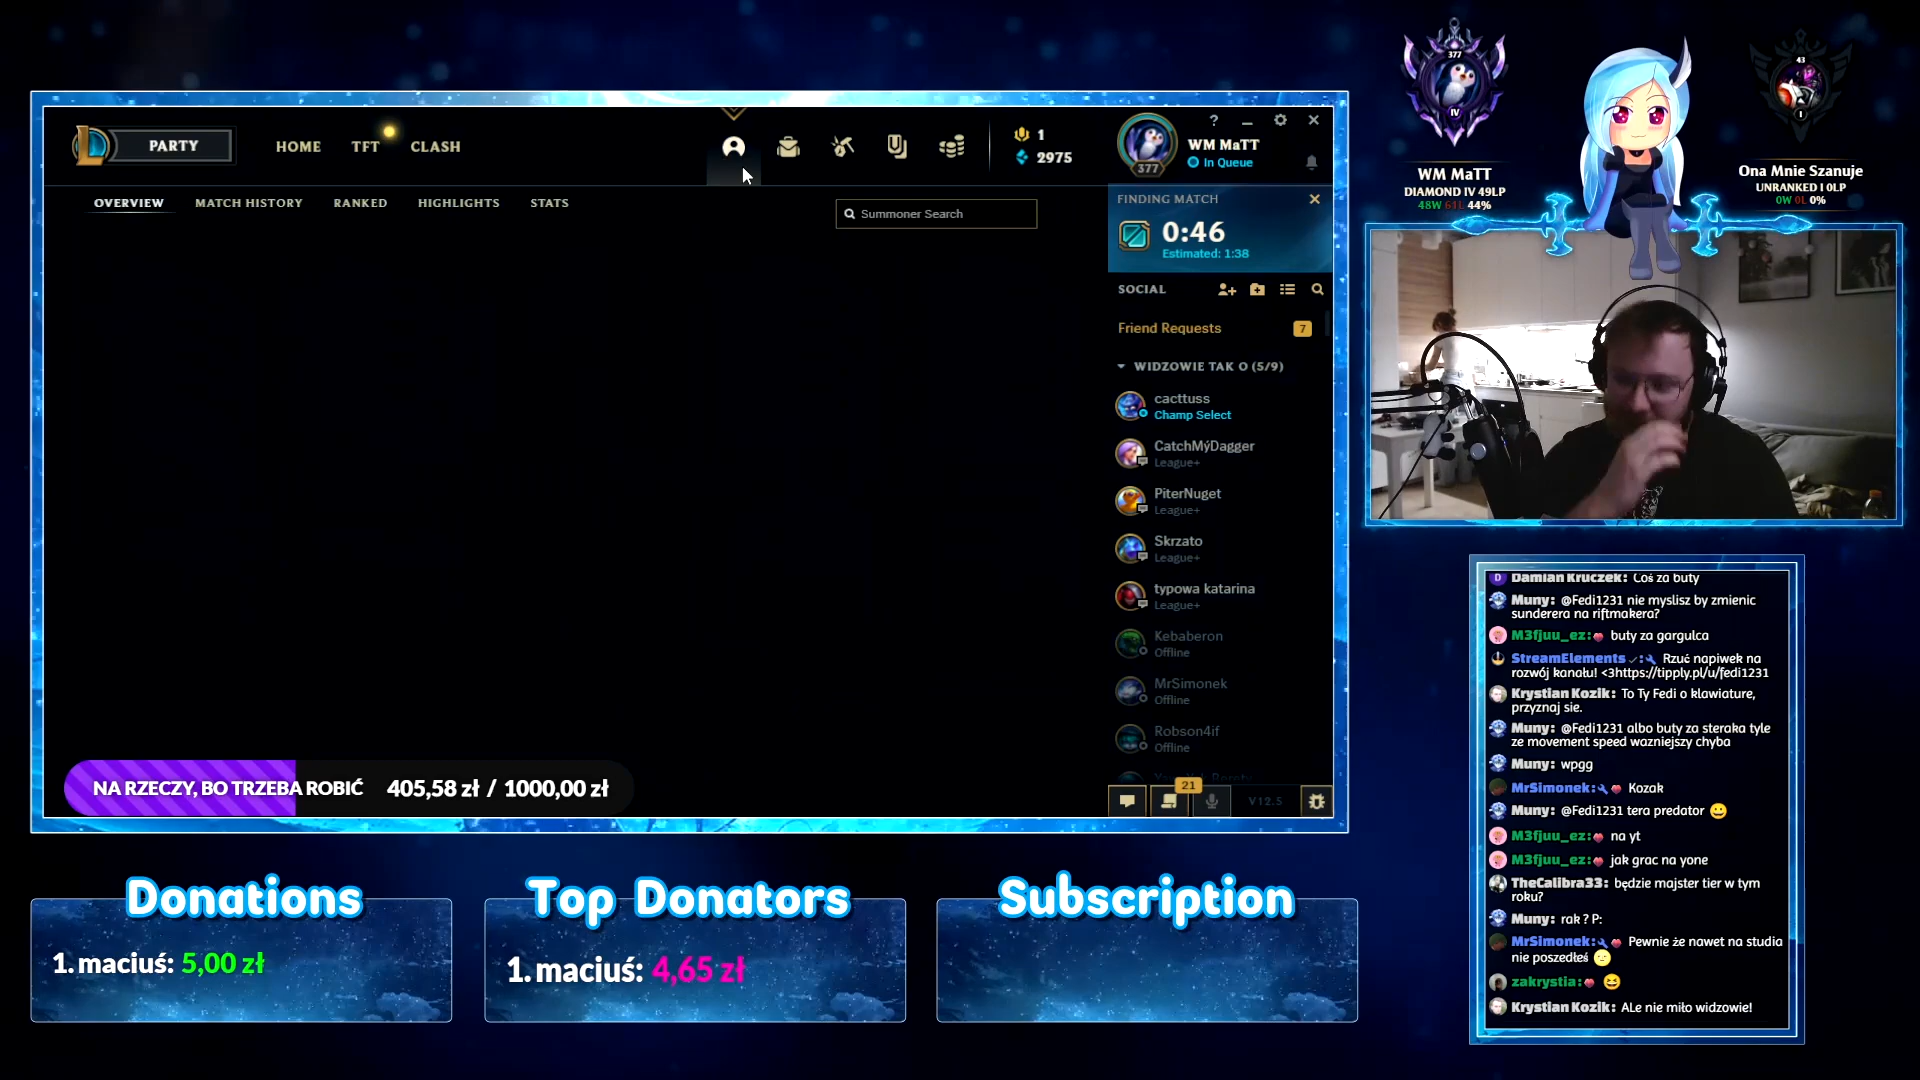 PARTY
HOME
TFT
CLASH
1
2975
377
WM MaTT
In Queue
OVERVIEW
MATCH HISTORY
RANKED
HIGHLIGHTS
STATS
Summoner Search
FINDING MATCH
0:46
Estimated: 1:38
SOCIAL
Friend Requests
7
WIDZOWIE TAK O (5/9)
cacttuss
Champ Select
CatchMýDagger
League+
PiterNuget
League+
Skrzato
League+
typowa katarina
League+
Kebaberon
Offline
MrSimonek
Offline
Robson4if
Offline
21
V12.5
NA RZECZY, BO TRZEBA ROBIĆ
405,58 zł / 1000,00 zł
Donations
1. maciuś: 5,00 zł
Top Donators
1. maciuś: 4,65 zł
Subscription
377
IV
WM MaTT
DIAMOND IV 49LP
48W 61L 44%
43
I
Ona Mnie Szanuje
UNRANKED I 0LP
0W 0L 0%
D
Damian Kruczek: Coś za buty
Muny: @Fedi1231 nie myslisz by zmienic
sunderera na riftmakera?
M3fjuu_ez: buty za gargulca
StreamElements: Rzuć napiwek na
rozwój kanału! <3https://tipply.pl/u/fedi1231
Krystian Kozik: To Ty Fedi o klawiature,
przyznaj sie.
Muny: @Fedi1231 albo buty za steraka tyle
ze movement speed wazniejszy chyba
Muny: wpgg
MrSimonek: Kozak
Muny: @Fedi1231 tera predator 😀
M3fjuu_ez: na yt
M3fjuu_ez: jak grac na yone
TheCalibra33: będzie majster tier w tym
roku?
Muny: rak ? P:
MrSimonek: Pewnie że nawet na studia
nie poszedłeś 🌝
zakrystia: 😆
Krystian Kozik: ALe nie miło widzowie!